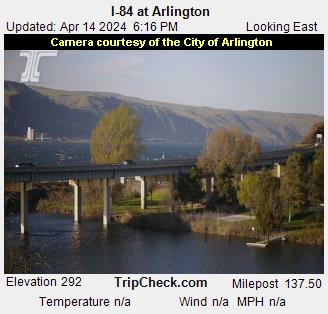 I-84 at Arlington
Updated: Apr 14 2024 6:16 PM Looking East
Camera courtesy of the City of Arlington
Elevation 292 TripCheck.com Milepost 137.50
Temperature n/a Wind n/a MPH n/a